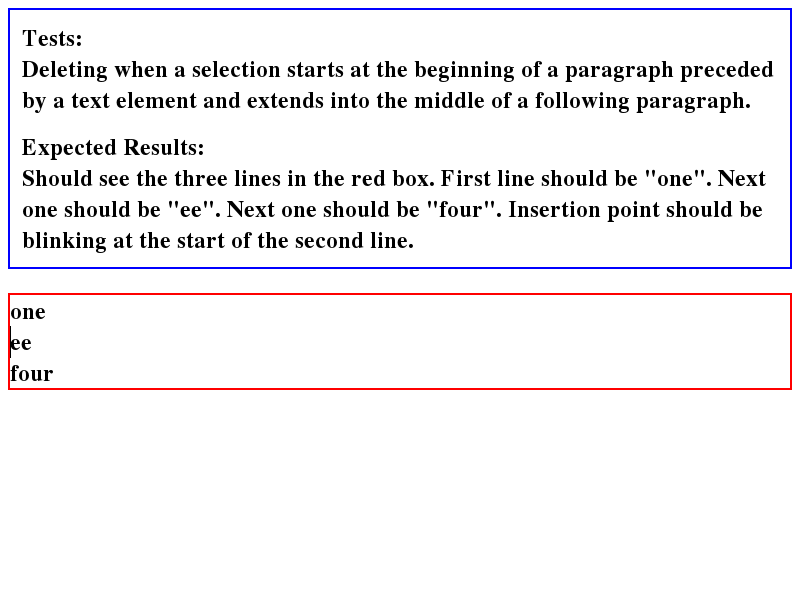 Tests:
Deleting when a selection starts at the beginning of a paragraph preceded
by a text element and extends into the middle of a following paragraph.
Expected Results:
Should see the three lines in the red box. First line should be "one". Next
one should be "ee". Next one should be "four". Insertion point should be
blinking at the start of the second line.
one
ee
four